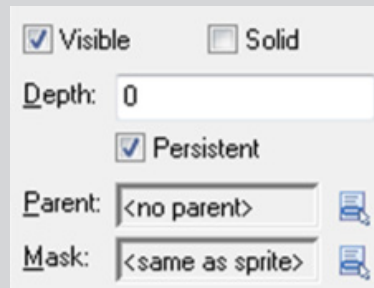 Visible Solid
Depth: 0
Persistent
Parent: <no parent>
Mask: <same as sprite>